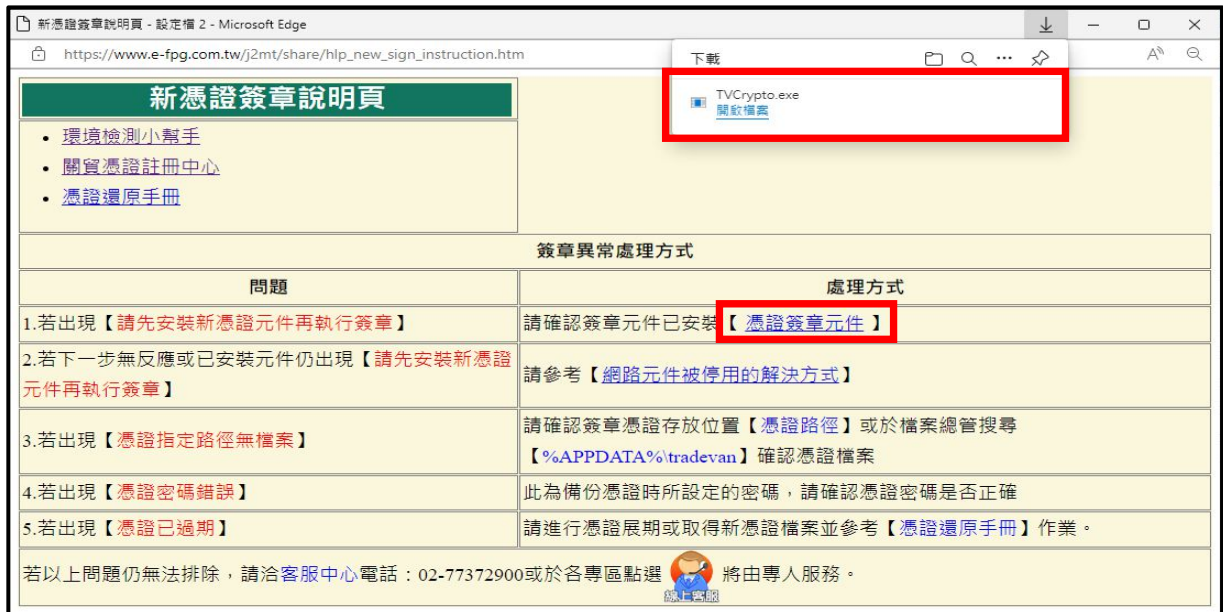 新憑證簽章說明頁 - 設定檔 2 - Microsoft Edge
https://www.e-fpg.com.tw/j2mt/share/hlp_new_sign_instruction.htm
下載
TVCrypto.exe
開啟檔案
新憑證簽章說明頁
• 環境檢測小幫手
• 關貿憑證註冊中心
• 憑證還原手冊
簽章異常處理方式
問題
處理方式
1.若出現【請先安裝新憑證元件再執行簽章】
請確認簽章元件已安裝【 憑證簽章元件 】
2.若下一步無反應或已安裝元件仍出現【請先安裝新憑證
元件再執行簽章】
請參考【網路元件被停用的解決方式】
3.若出現【憑證指定路徑無檔案】
請確認簽章憑證存放位置【憑證路徑】或於檔案總管搜尋
【%APPDATA%\tradevan】確認憑證檔案
4.若出現【憑證密碼錯誤】
此為備份憑證時所設定的密碼，請確認憑證密碼是否正確
5.若出現【憑證已過期】
請進行憑證展期或取得新憑證檔案並參考【憑證還原手冊】作業。
若以上問題仍無法排除，請洽客服中心電話：02-77372900或於各專區點選 線上客服 將由專人服務。